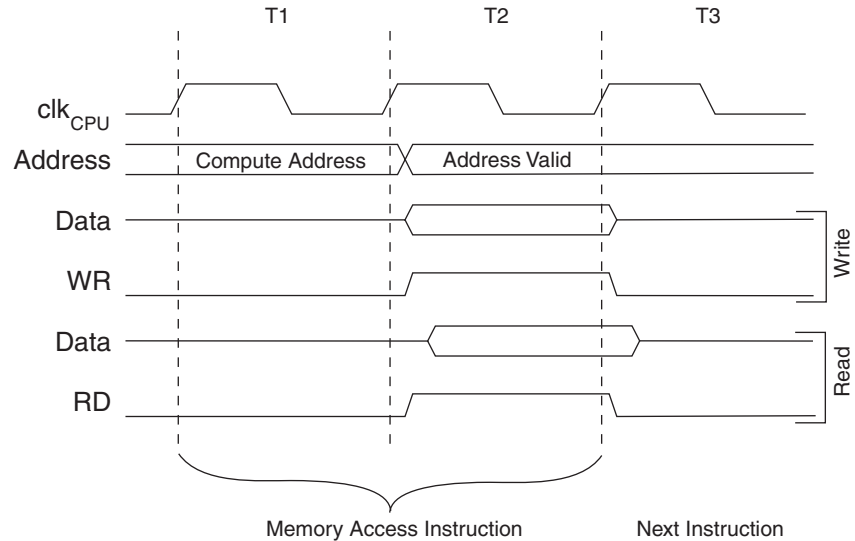 T1 T2 T3
clkCPU
Address Compute Address Address Valid
Data
WR
Write
Data
RD
Read
Memory Access Instruction Next Instruction